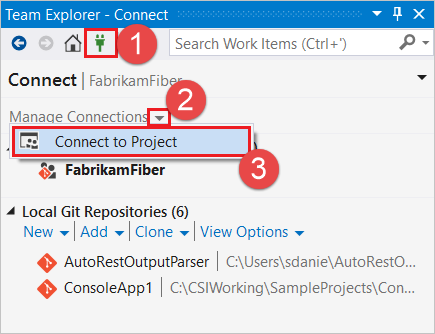 Team Explorer - Connect
1
Search Work Items (Ctrl+')
Connect | FabrikamFiber
2
Manage Connections
Connect to Project
3
)
FabrikamFiber
Local Git Repositories (6)
New Add Clone View Options
AutoRestOutputParser C:\Users\sdanie\AutoRestO...
ConsoleApp1 C:\CSIWorking\SampleProjects\Con...